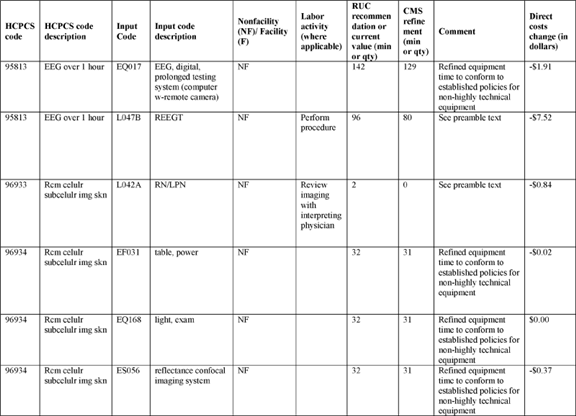 HCPCS
code
HCPCS code
description
Input
Code
Input code
description
Nonfacility
(NF)/ Facility
(F)
Labor
activity
(where
applicable)
RUC
recommen
dation or
current
value (min
or qty)
CMS
refine
ment
(min
or qty)
Comment
Direct
costs
change (in
dollars)
95813
EEG over 1 hour
EQ017
EEG, digital,
prolonged testing
system (computer
w-remote camera)
NF
142
129
Refined equipment
time to conform to
established policies for
non-highly technical
equipment
-$1.91
95813
EEG over 1 hour
L047B
REEGT
NF
Perform
procedure
96
80
See preamble text
-$7.52
96933
Rcm celulr
subcelulr img skn
L042A
RN/LPN
NF
Review
imaging
with
interpreting
physician
2
0
See preamble text
-$0.84
96934
Rcm celulr
subcelulr img skn
EF031
table, power
NF
32
31
Refined equipment
time to conform to
established policies for
non-highly technical
equipment
-$0.02
96934
Rcm celulr
subcelulr img skn
EQ168
light, exam
NF
32
31
Refined equipment
time to conform to
established policies for
non-highly technical
equipment
$0.00
96934
Rcm celulr
subcelulr img skn
ES056
reflectance confocal
imaging system
NF
32
31
Refined equipment
time to conform to
established policies for
non-highly technical
equipment
-$0.37